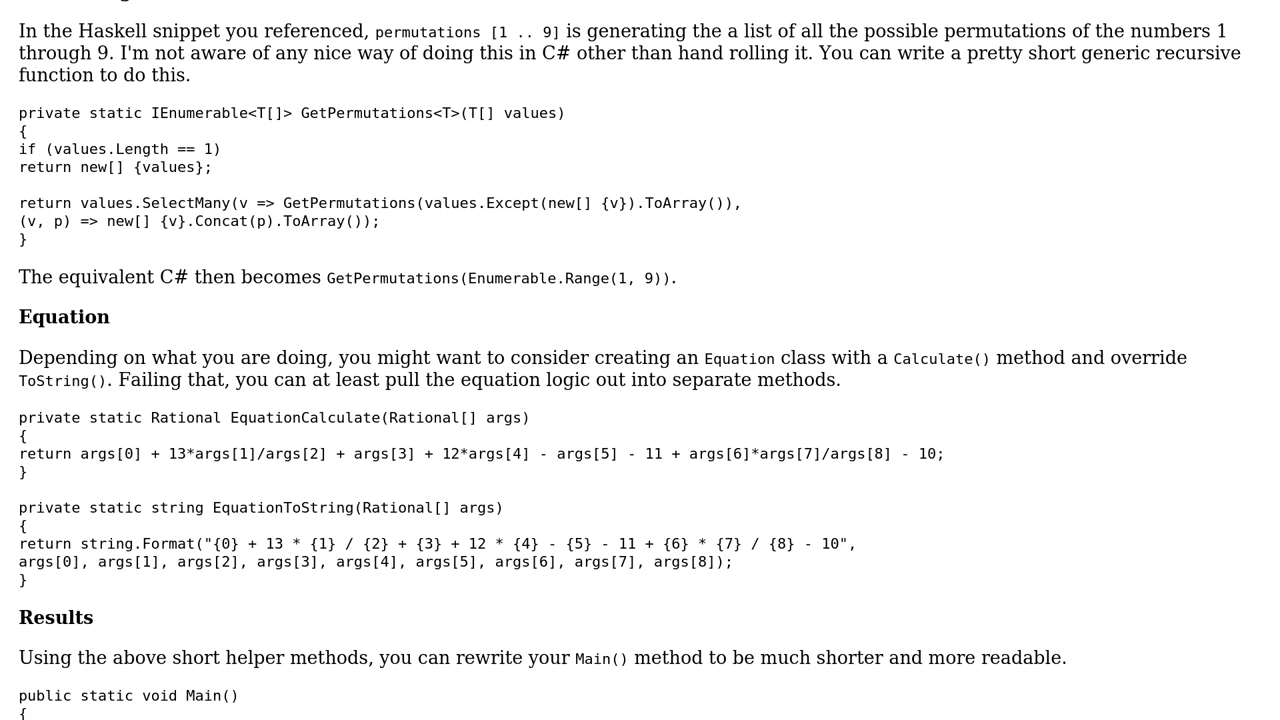 In the Haskell snippet you referenced, permutations [1 .. 9] is generating the a list of all the possible permutations of the numbers 1
through 9. I'm not aware of any nice way of doing this in C# other than hand rolling it. You can write a pretty short generic recursive
function to do this.
private static IEnumerable<T[]> GetPermutations<T>(T[] values)
{
if (values.Length == 1)
return new[] {values};
return values.SelectMany(v => GetPermutations(values.Except(new[] {v}).ToArray()),
(v, p) => new[] {v}.Concat(p).ToArray());
}
The equivalent C# then becomes GetPermutations(Enumerable.Range(1, 9)).
Equation
Depending on what you are doing, you might want to consider creating an Equation class with a Calculate() method and override
ToString(). Failing that, you can at least pull the equation logic out into separate methods.
private static Rational EquationCalculate(Rational[] args)
{
return args[0] + 13*args[1]/args[2] + args[3] + 12*args[4] - args[5] - 11 + args[6]*args[7]/args[8] - 10;
}
private static string EquationToString(Rational[] args)
{
return string.Format("{0} + 13 * {1} / {2} + {3} + 12 * {4} - {5} - 11 + {6} * {7} / {8} - 10",
args[0], args[1], args[2], args[3], args[4], args[5], args[6], args[7], args[8]);
}
Results
Using the above short helper methods, you can rewrite your Main() method to be much shorter and more readable.
public static void Main()
{